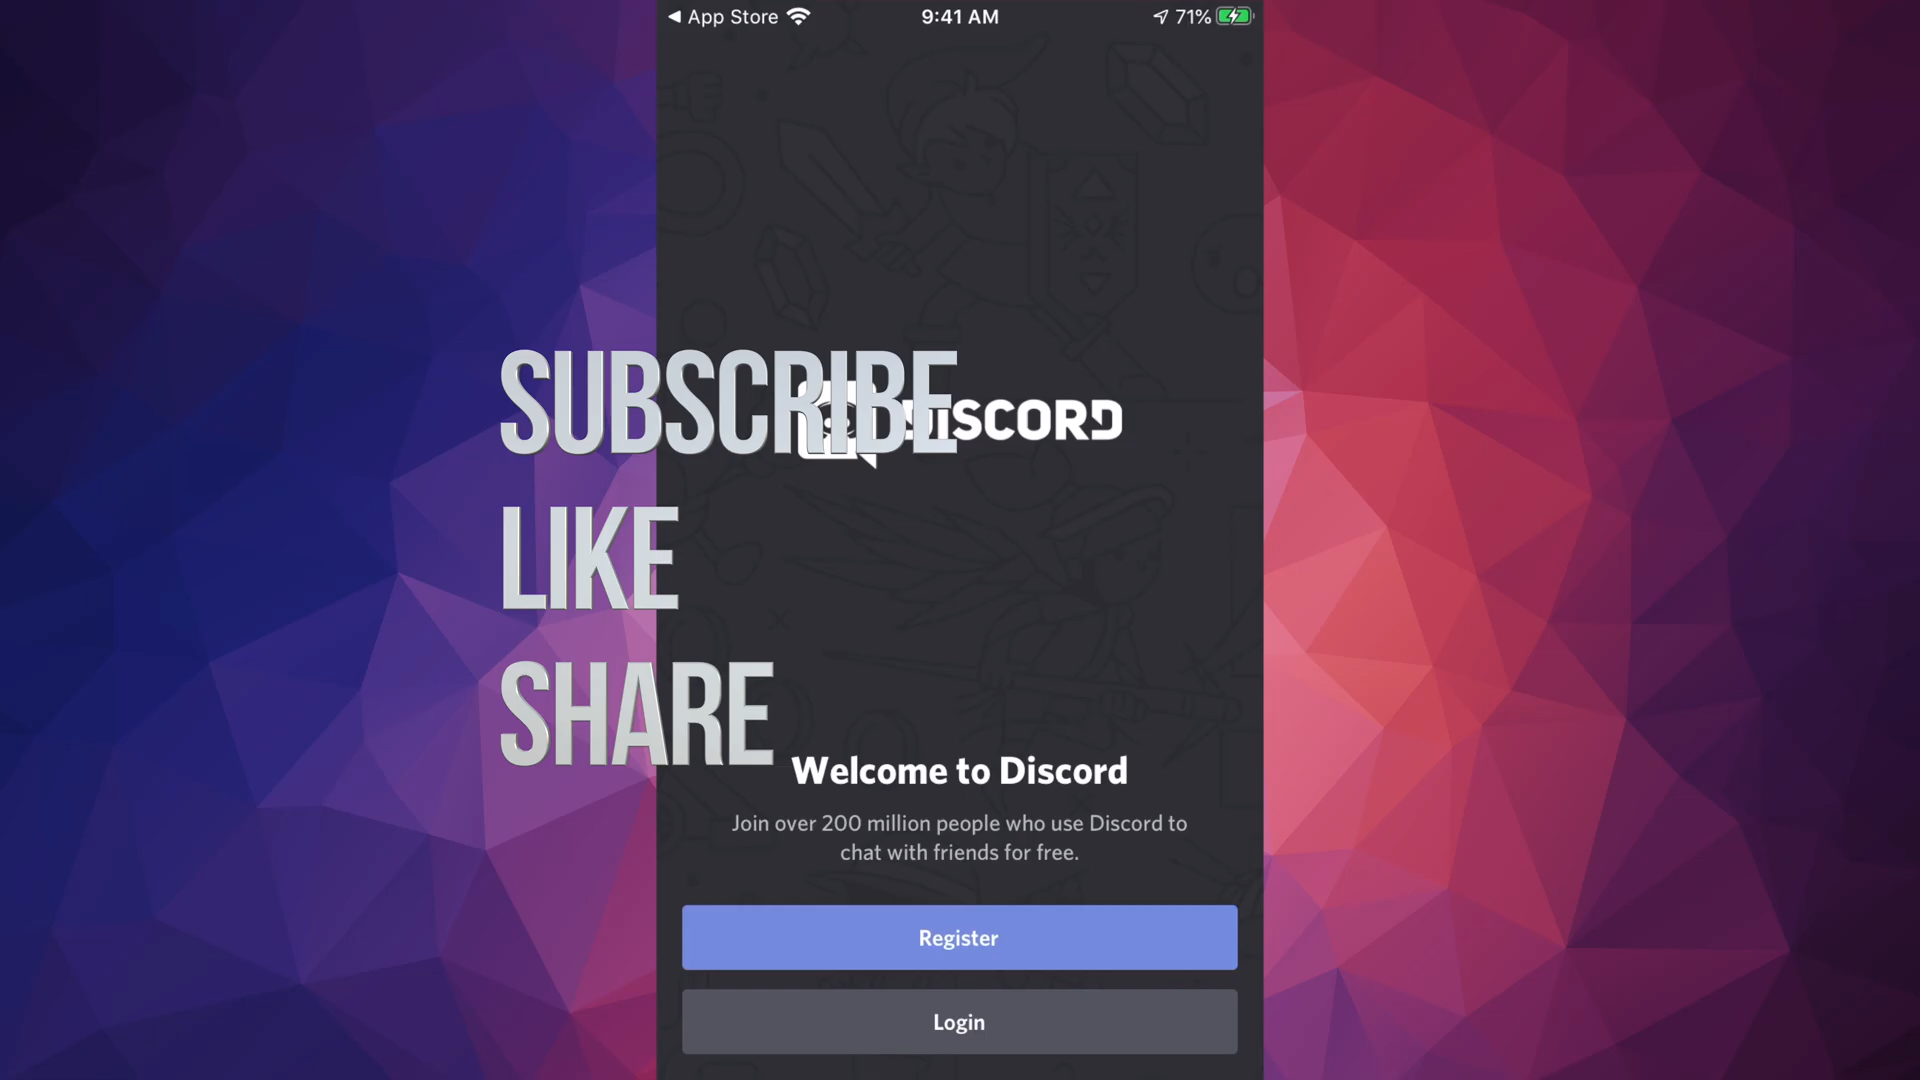 App Store 9:41 AM 71%
SUBSCRIBE
DISCORD
LIKE
SHARE
Welcome to Discord
Join over 200 million people who use Discord to
chat with friends for free.
Register
Login